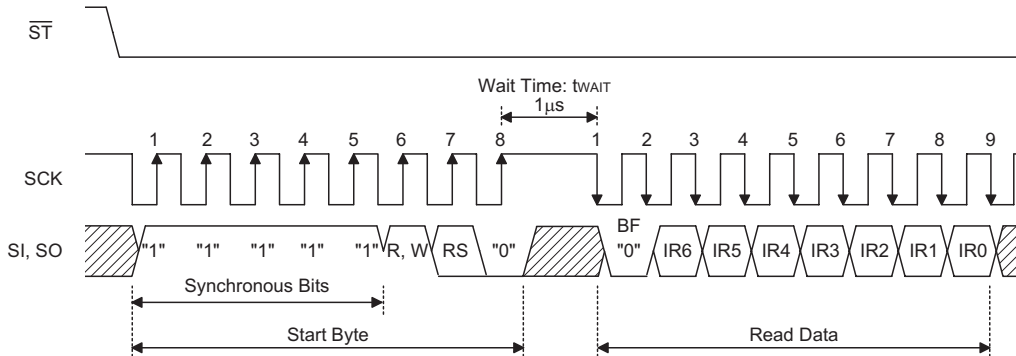 ST
Wait Time: tWAIT
1μs
1 2 3 4 5 6 7 8 1 2 3 4 5 6 7 8 9
SCK
BF
SI, SO "1" "1" "1" "1" "1" R, W RS "0" "0" IR6 IR5 IR4 IR3 IR2 IR1 IR0
Synchronous Bits
Start Byte Read Data